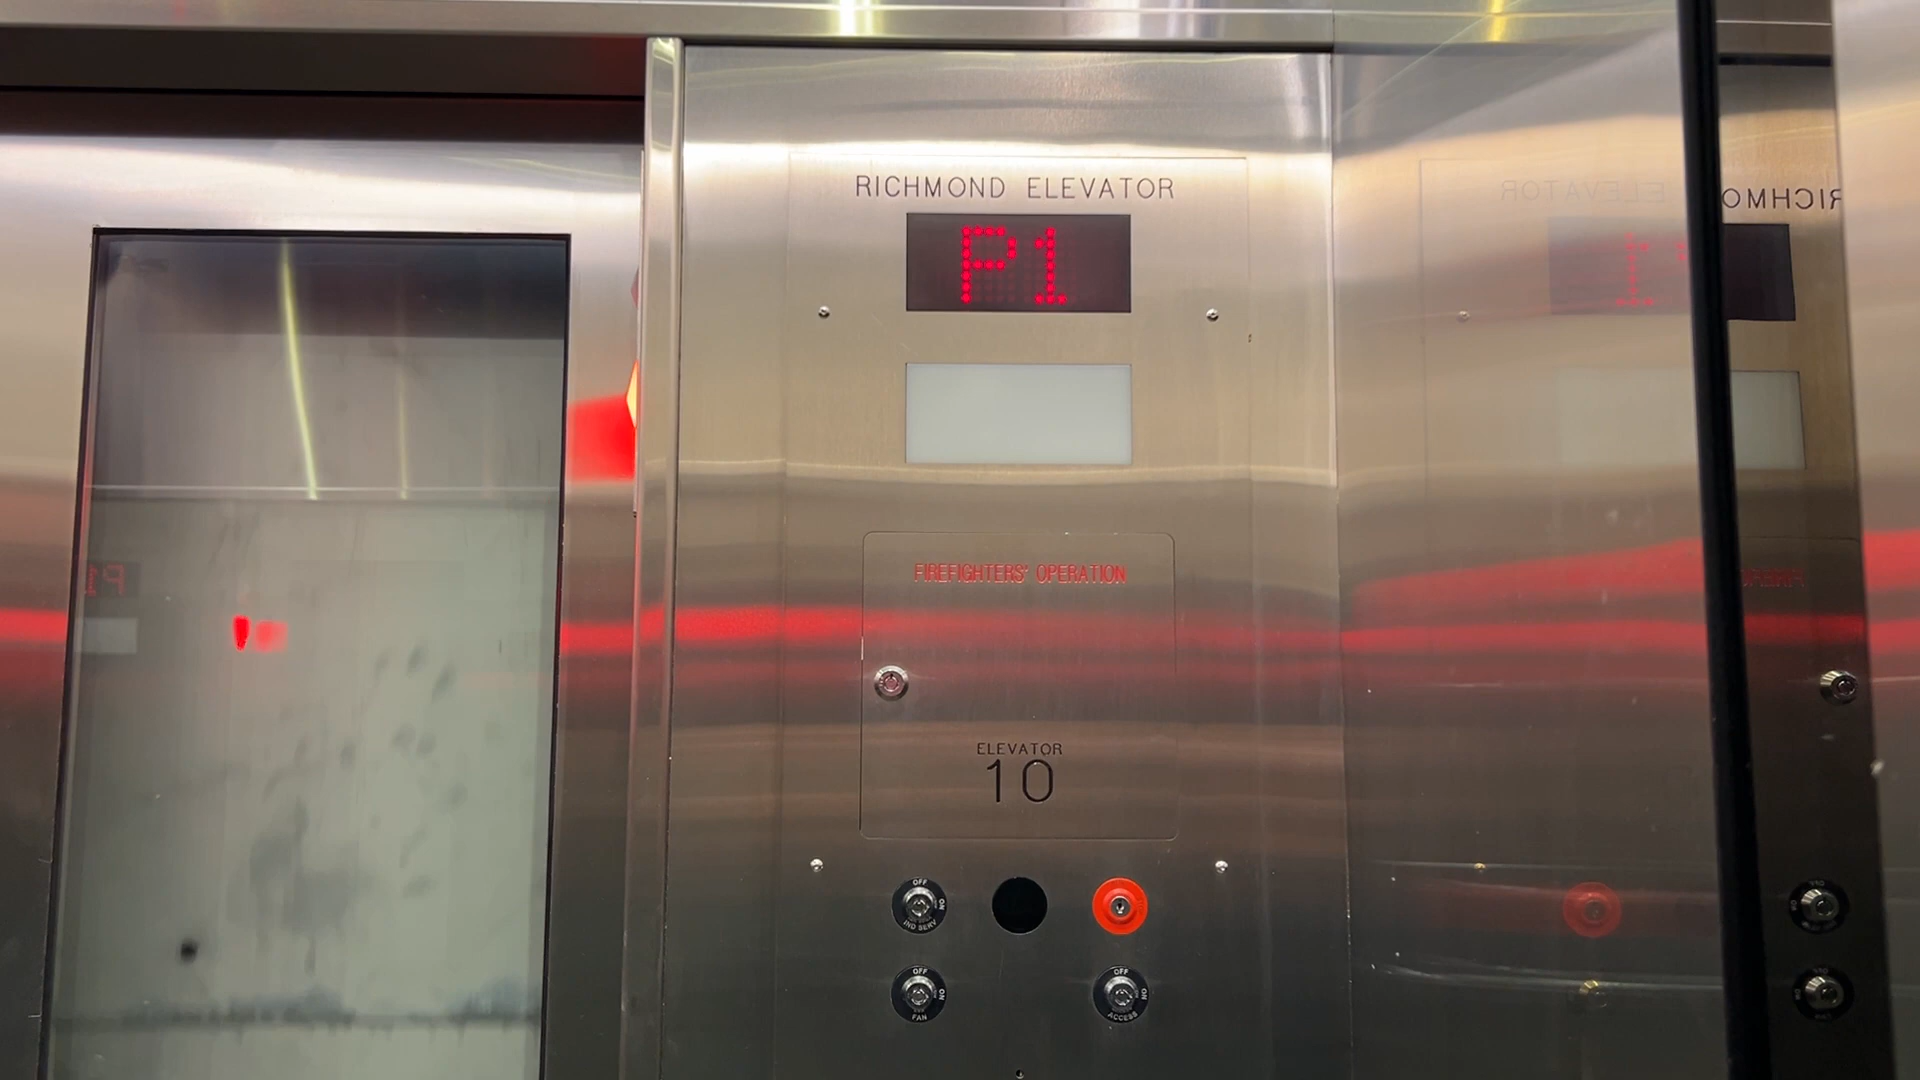 RICHMOND ELEVATOR
P1
FIREFIGHTERS' OPERATION
ELEVATOR
10
OFF
ON
IND SERV
OFF
ON
FAN
OFF
ON
ACCESS